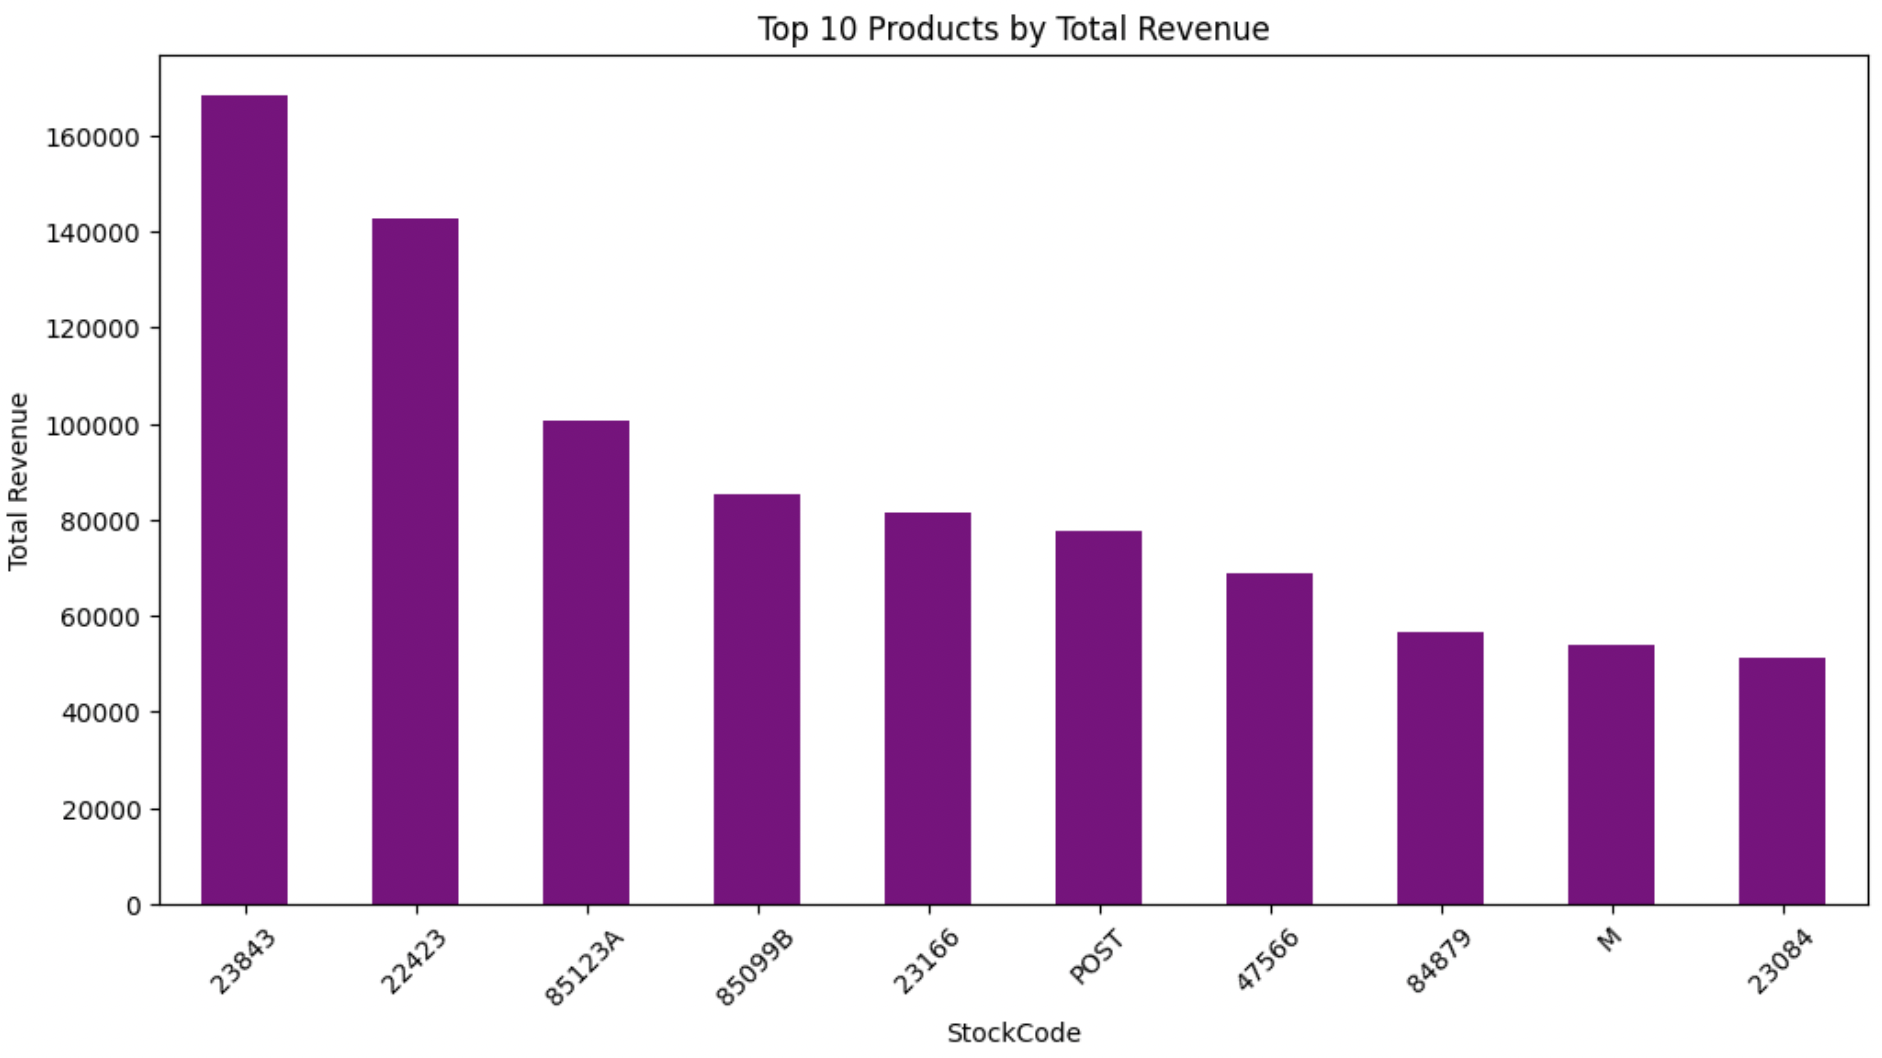 Top 10 Products by Total Revenue
Total Revenue
160000
140000
120000
100000
80000
60000
40000
20000
0
23843 22423 85123A 85099B 23166 POST 47566 84879 M 23084
StockCode